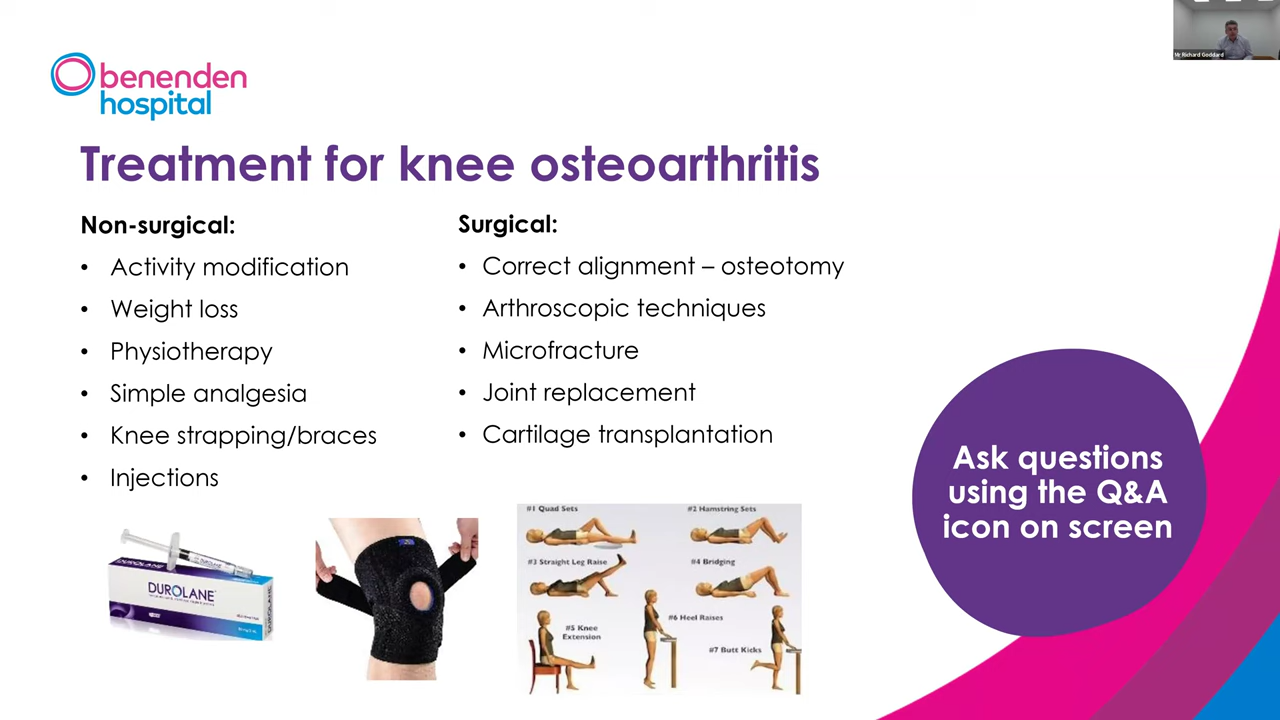 Mr Richard Goddard
benenden
hospital
Treatment for knee osteoarthritis
Non-surgical:
• Activity modification
• Weight loss
• Physiotherapy
• Simple analgesia
• Knee strapping/braces
• Injections
Surgical:
• Correct alignment – osteotomy
• Arthroscopic techniques
• Microfracture
• Joint replacement
• Cartilage transplantation
Ask questions
using the Q&A
icon on screen
DUROLANE
#1 Quad Sets
#2 Hamstring Sets
#3 Straight Leg Raise
#4 Bridging
#5 Knee
Extension
#6 Heel Raises
#7 Butt Kicks